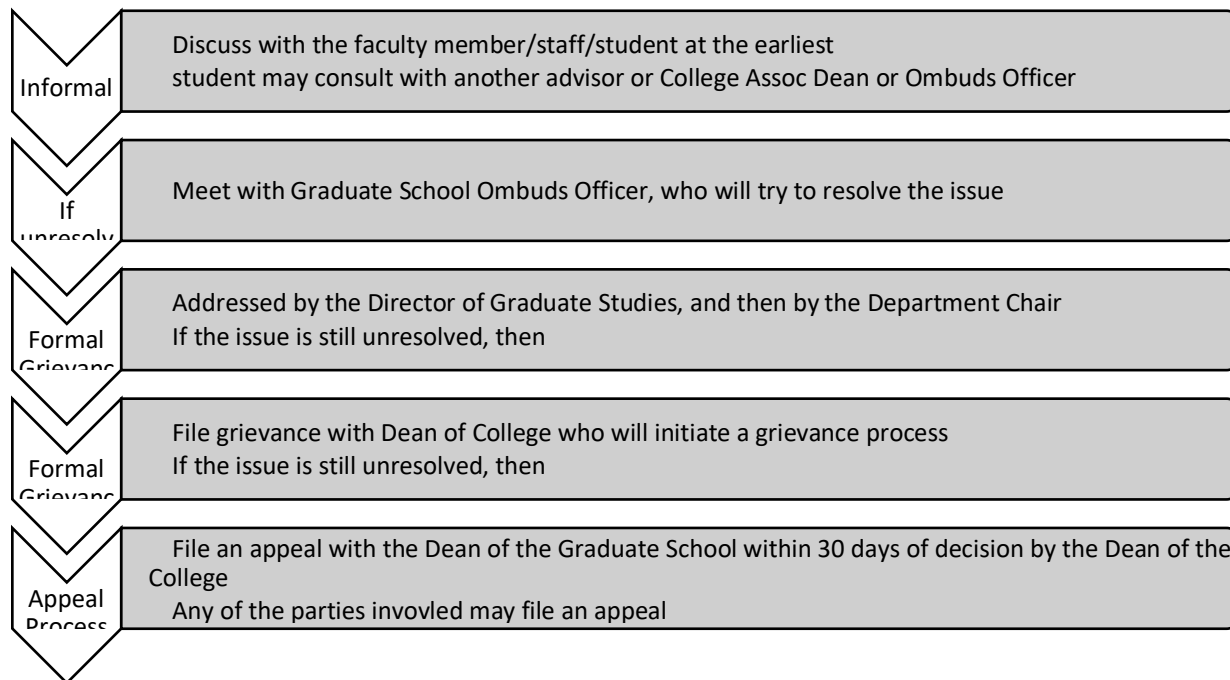 Informal
Discuss with the faculty member/staff/student at the earliest
student may consult with another advisor or College Assoc Dean or Ombuds Officer
If
unresolv
Meet with Graduate School Ombuds Officer, who will try to resolve the issue
Formal
Grievanc
Addressed by the Director of Graduate Studies, and then by the Department Chair
If the issue is still unresolved, then
Formal
Grievanc
File grievance with Dean of College who will initiate a grievance process
If the issue is still unresolved, then
Appeal
Process
File an appeal with the Dean of the Graduate School within 30 days of decision by the Dean of the
College
Any of the parties invovled may file an appeal